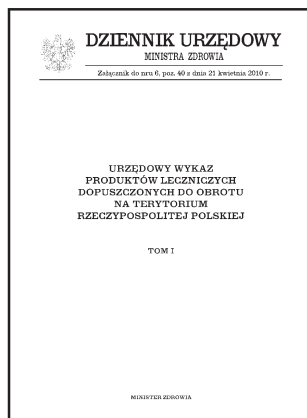 DZIENNIK URZĘDOWY
MINISTRA ZDROWIA
Załącznik do nru 6, poz. 40 z dnia 21 kwietnia 2010 r.
URZĘDOWY WYKAZ
PRODUKTÓW LECZNICZYCH
DOPUSZCZONYCH DO OBROTU
NA TERYTORIUM
RZECZYPOSPOLITEJ POLSKIEJ
TOM I
MINISTER ZDROWIA